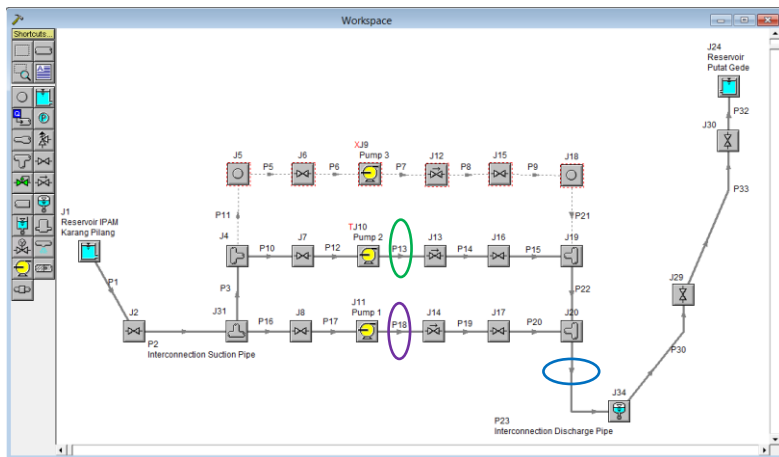 Workspace
Shortcuts...
J24
Reservoir
Putat Gede
P32
J30
XJ9
J5
P5
J6
P6
Pump 3
P7
J12
P8
J15
P9
J18
P33
J1
Reservoir IPAM
Karang Pilang
P11
P21
TJ10
J4
P10
J7
P12
Pump 2
P13
J13
P14
J16
P15
J19
P1
P3
P22
J29
J11
J2
J31
P16
J8
P17
Pump 1
P18
J14
P19
J17
P20
J20
P2
Interconnection Suction Pipe
P30
J34
P23
Interconnection Discharge Pipe